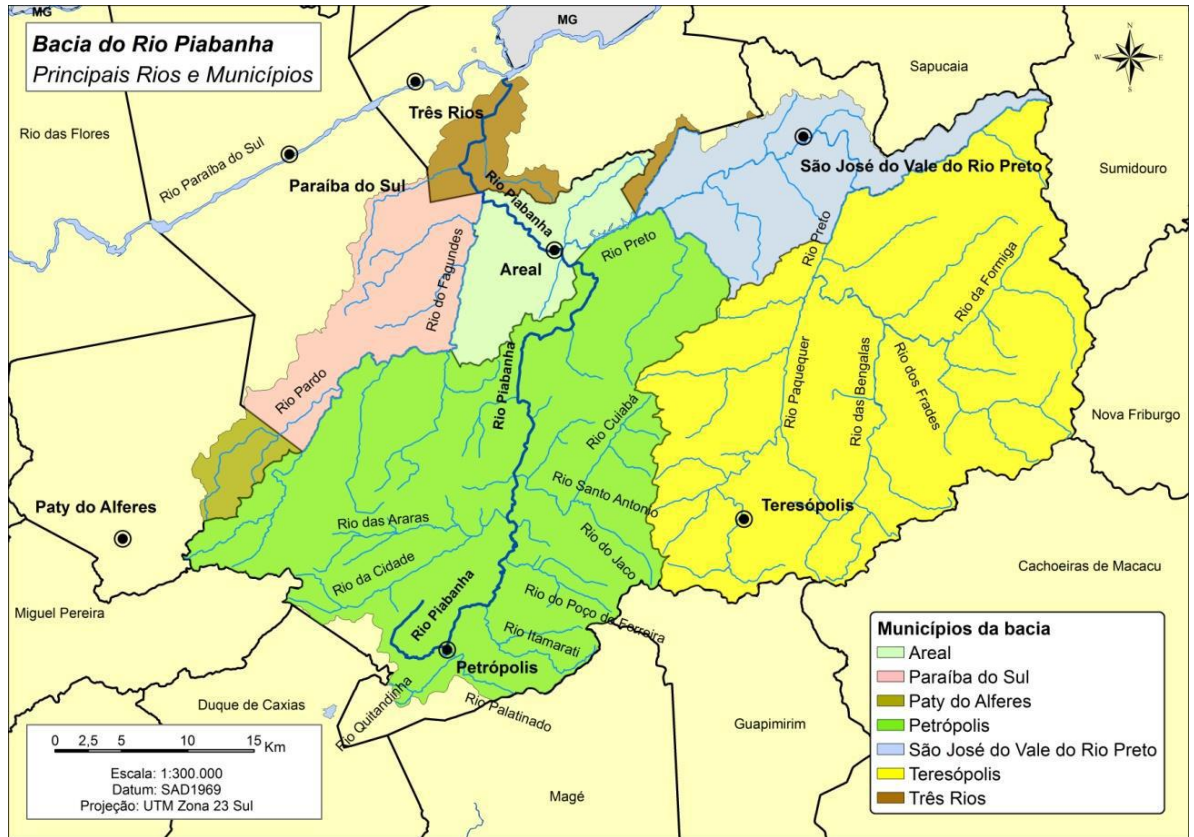 Bacia do Rio Piabanha
Principais Rios e Municípios
MG
MG
N
W
E
S
Sapucaia
Rio das Flores
Três Rios
Rio Paraíba do Sul
São José do Vale do Rio Preto
Sumidouro
Paraíba do Sul
Rio Piabanha
Rio do Fagundes
Areal
Rio Preto
Rio Preto
Rio da Formiga
Rio Pardo
Rio Piabanha
Rio Cuiabá
Rio Paquequer
Rio das Bengalas
Rio dos Frades
Nova Friburgo
Paty do Alferes
Rio Santo Antonio
Teresópolis
Rio das Araras
Rio da Cidade
Rio do Jaco
Cachoeiras de Macacu
Miguel Pereira
Rio Piabanha
Rio do Poço do Ferreira
Rio Itamarati
Petrópolis
Duque de Caxias
Rio Quitandinha
Rio Palatinado
Guapimirim
Magé
Municípios da bacia
Areal
Paraíba do Sul
Paty do Alferes
Petrópolis
São José do Vale do Rio Preto
Teresópolis
Três Rios
0 2,5 5 10 15 Km
Escala: 1:300.000
Datum: SAD1969
Projeção: UTM Zona 23 Sul